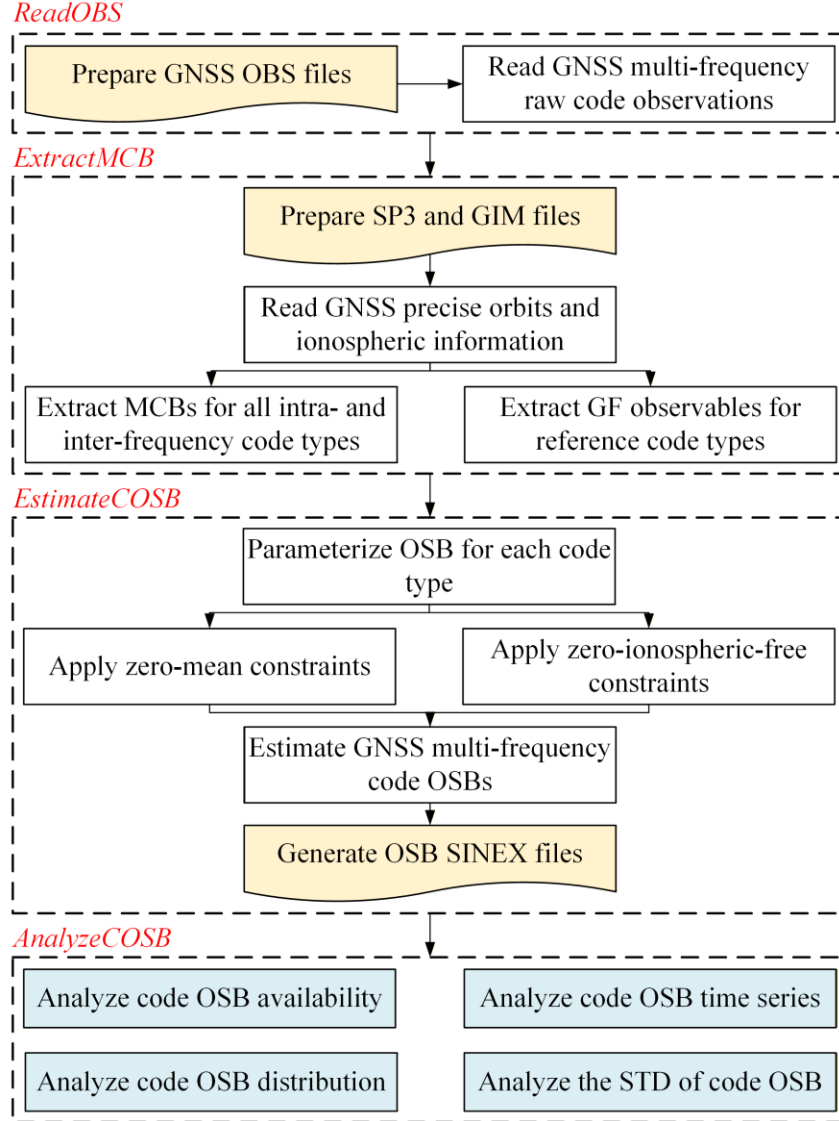 ReadOBS
Prepare GNSS OBS files
Read GNSS multi-frequency
raw code observations
ExtractMCB
Prepare SP3 and GIM files
Read GNSS precise orbits and
ionospheric information
Extract MCBs for all intra- and
inter-frequency code types
Extract GF observables for
reference code types
EstimateCOSB
Parameterize OSB for each code
type
Apply zero-mean constraints
Apply zero-ionospheric-free
constraints
Estimate GNSS multi-frequency
code OSBs
Generate OSB SINEX files
AnalyzeCOSB
Analyze code OSB availability
Analyze code OSB time series
Analyze code OSB distribution
Analyze the STD of code OSB